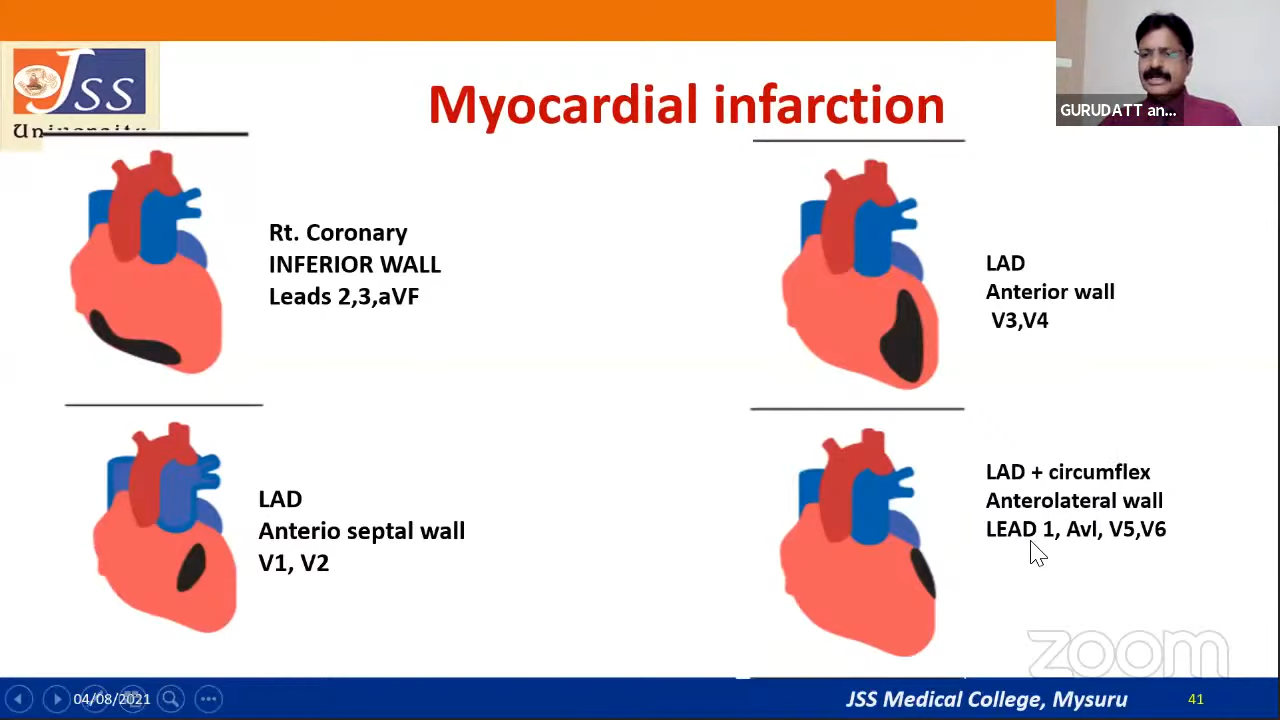 JSS
University
GURUDATT an...
Myocardial infarction
Rt. Coronary
INFERIOR WALL
Leads 2,3,aVF
LAD
Anterior wall
V3,V4
LAD
Anterio septal wall
V1, V2
LAD + circumflex
Anterolateral wall
LEAD 1, Avl, V5,V6
zoom
04/08/2021
JSS Medical College, Mysuru
41